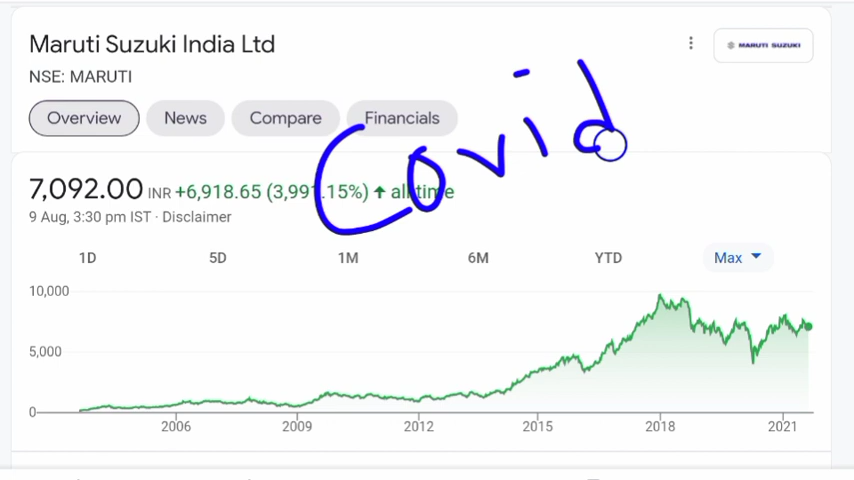 Maruti Suzuki India Ltd
MARUTI SUZUKI
NSE: MARUTI
Overview News Compare Financials
Covid
7,092.00 INR +6,918.65 (3,991.15%) ↑ all time
9 Aug, 3:30 pm IST · Disclaimer
1D 5D 1M 6M YTD Max
10,000
5,000
0
2006 2009 2012 2015 2018 2021